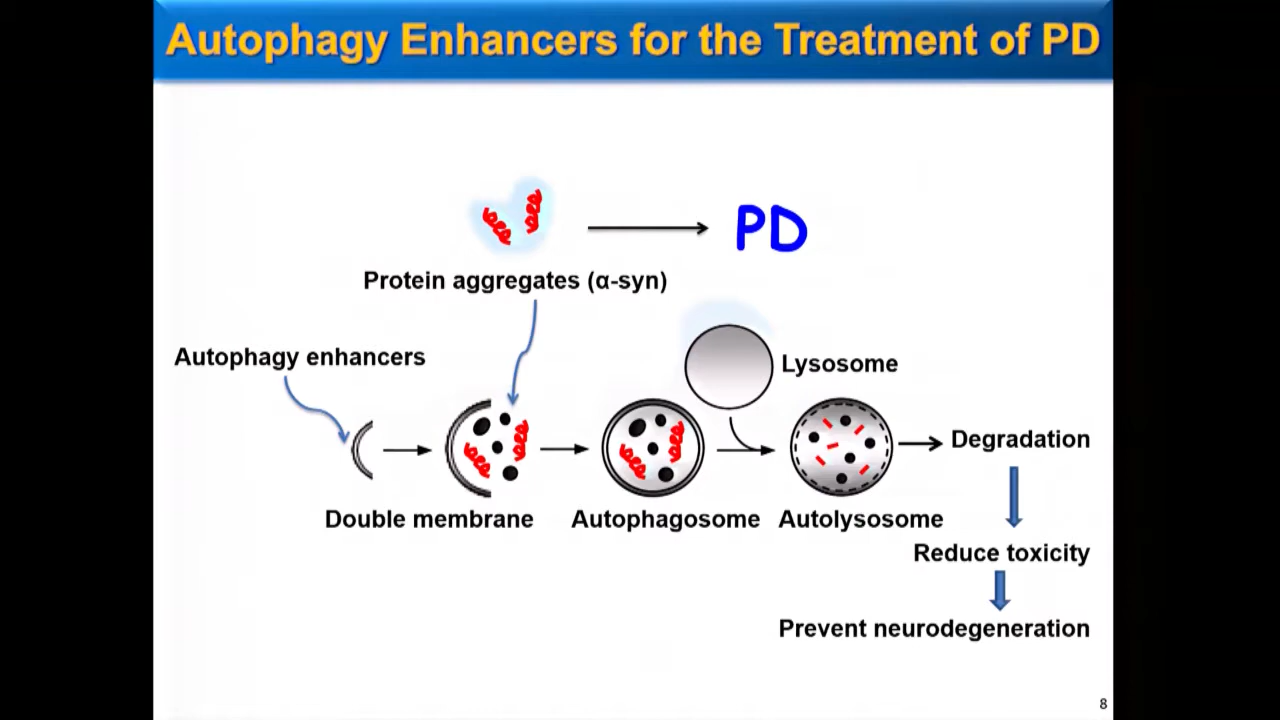 Autophagy Enhancers for the Treatment of PD
PD
Protein aggregates (α-syn)
Autophagy enhancers
Lysosome
Degradation
Double membrane
Autophagosome
Autolysosome
Reduce toxicity
Prevent neurodegeneration
8